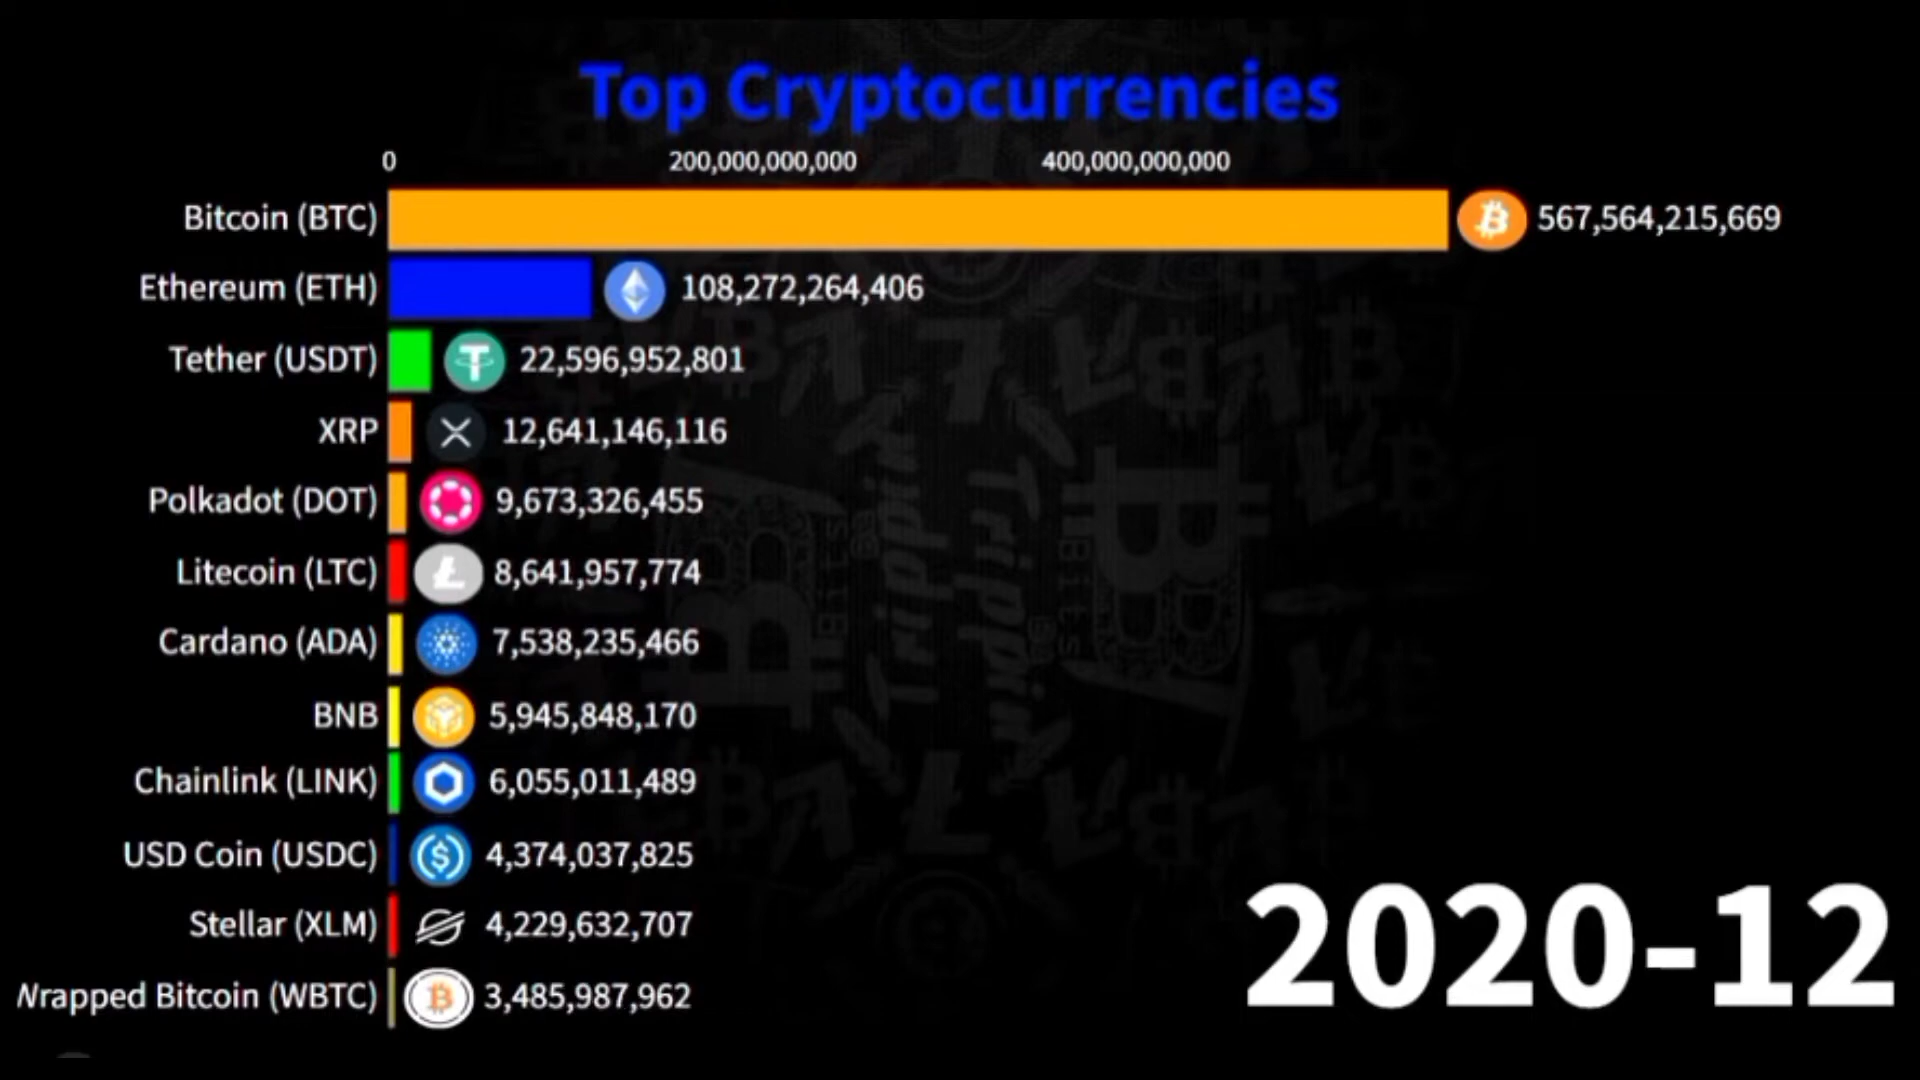 Top Cryptocurrencies
0 200,000,000,000 400,000,000,000
Bitcoin (BTC) 567,564,215,669
Ethereum (ETH) 108,272,264,406
Tether (USDT) 22,596,952,801
XRP 12,641,146,116
Polkadot (DOT) 9,673,326,455
Litecoin (LTC) 8,641,957,774
Cardano (ADA) 7,538,235,466
BNB 5,945,848,170
Chainlink (LINK) 6,055,011,489
USD Coin (USDC) 4,374,037,825
Stellar (XLM) 4,229,632,707
Wrapped Bitcoin (WBTC) 3,485,987,962
2020-12